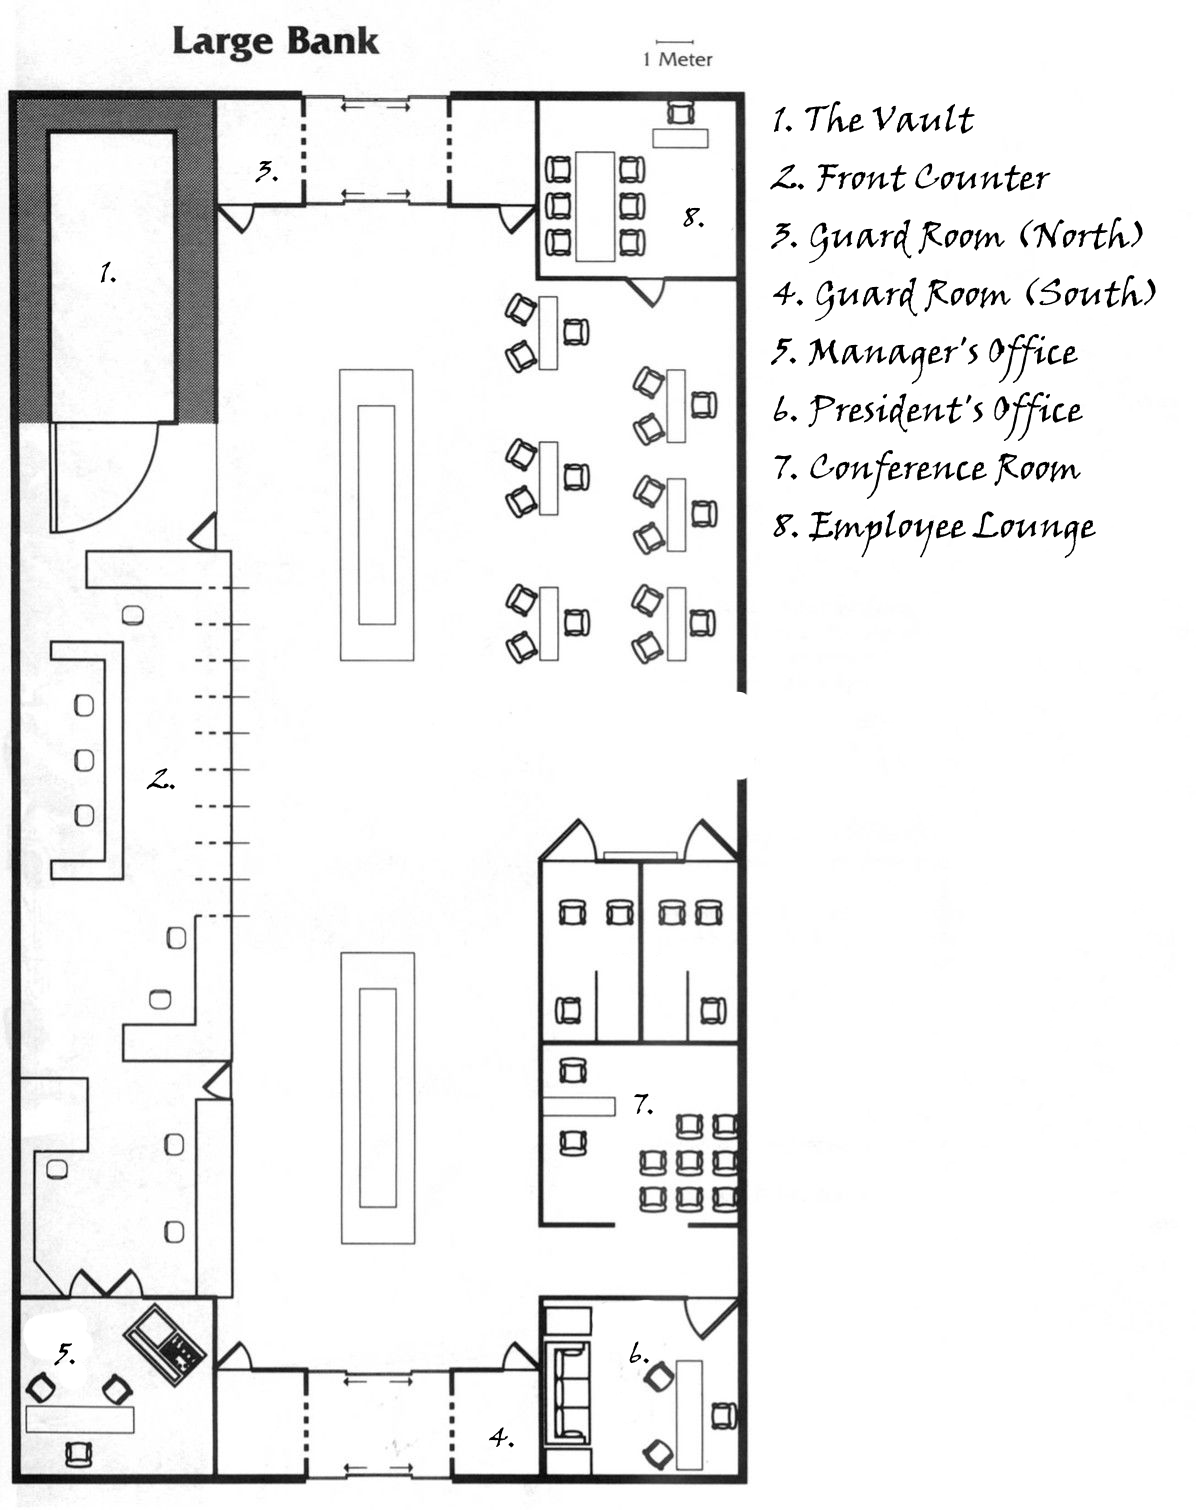 Large Bank
1 Meter
1. The Vault
2. Front Counter
3. Guard Room (North)
4. Guard Room (South)
5. Manager's Office
6. President's Office
7. Conference Room
8. Employee Lounge
3.
8.
1.
2.
7.
5.
6.
4.